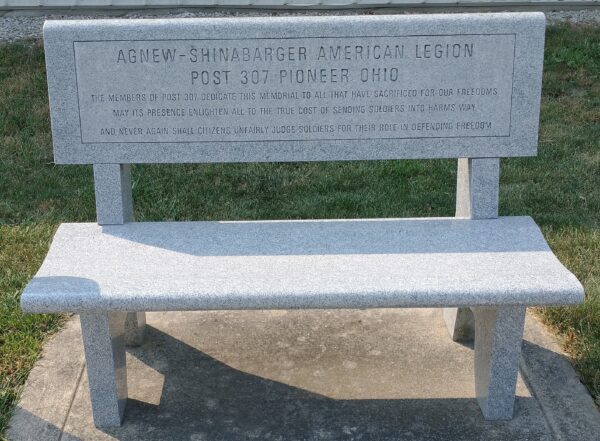 AGNEW-SHINABARGER AMERICAN LEGION
POST 307 PIONEER OHIO
THE MEMBERS OF POST 307 DEDICATE THIS MEMORIAL TO ALL THAT HAVE SACRIFICED FOR OUR FREEDOMS
MAY ITS PRESENCE ENLIGHTEN ALL TO THE TRUE COST OF SENDING SOLDIERS INTO HARMS WAY
AND NEVER AGAIN SHALL CITIZENS UNFAIRLY JUDGE SOLDIERS FOR THEIR ROLE IN DEFENDING FREEDOM